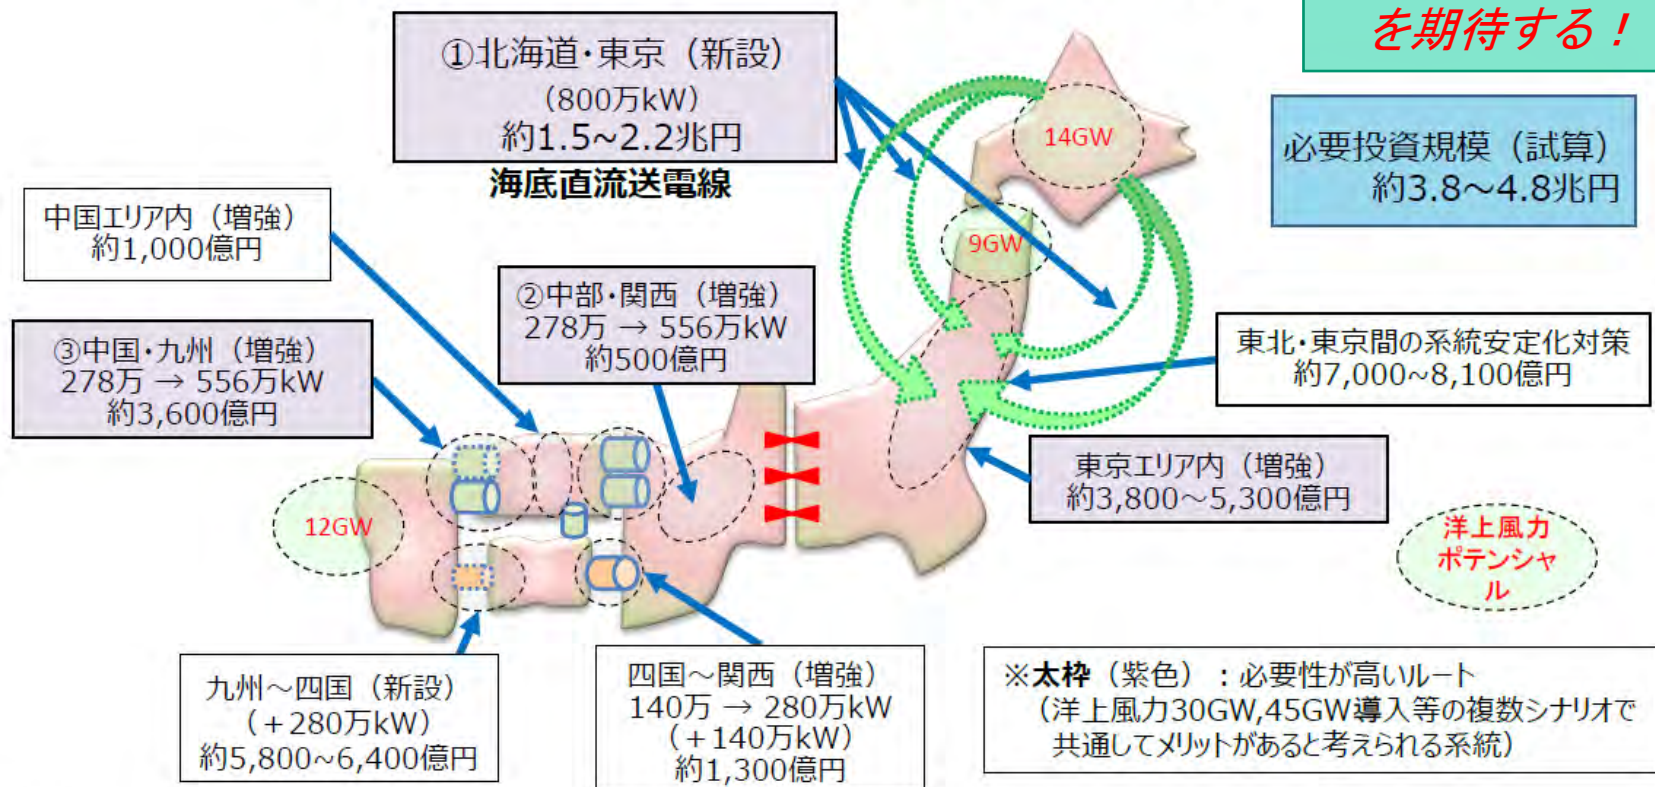 を期待する！
①北海道・東京（新設）
（800万kW）
約1.5~2.2兆円
海底直流送電線
14GW
必要投資規模（試算）
約3.8～4.8兆円
中国エリア内（増強）
約1,000億円
9GW
②中部・関西（増強）
278万 → 556万kW
約500億円
③中国・九州（増強）
278万 → 556万kW
約3,600億円
東北・東京間の系統安定化対策
約7,000~8,100億円
東京エリア内（増強）
約3,800～5,300億円
12GW
洋上風力
ポテンシャ
ル
九州～四国（新設）
（＋280万kW）
約5,800~6,400億円
四国～関西（増強）
140万 → 280万kW
（＋140万kW）
約1,300億円
※太枠（紫色）：必要性が高いルート
（洋上風力30GW,45GW導入等の複数シナリオで
共通してメリットがあると考えられる系統）